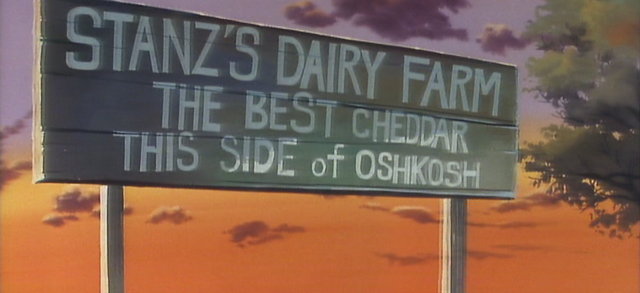 STANZ'S DAIRY FARM
THE BEST CHEDDAR
THIS SIDE of OSHKOSH